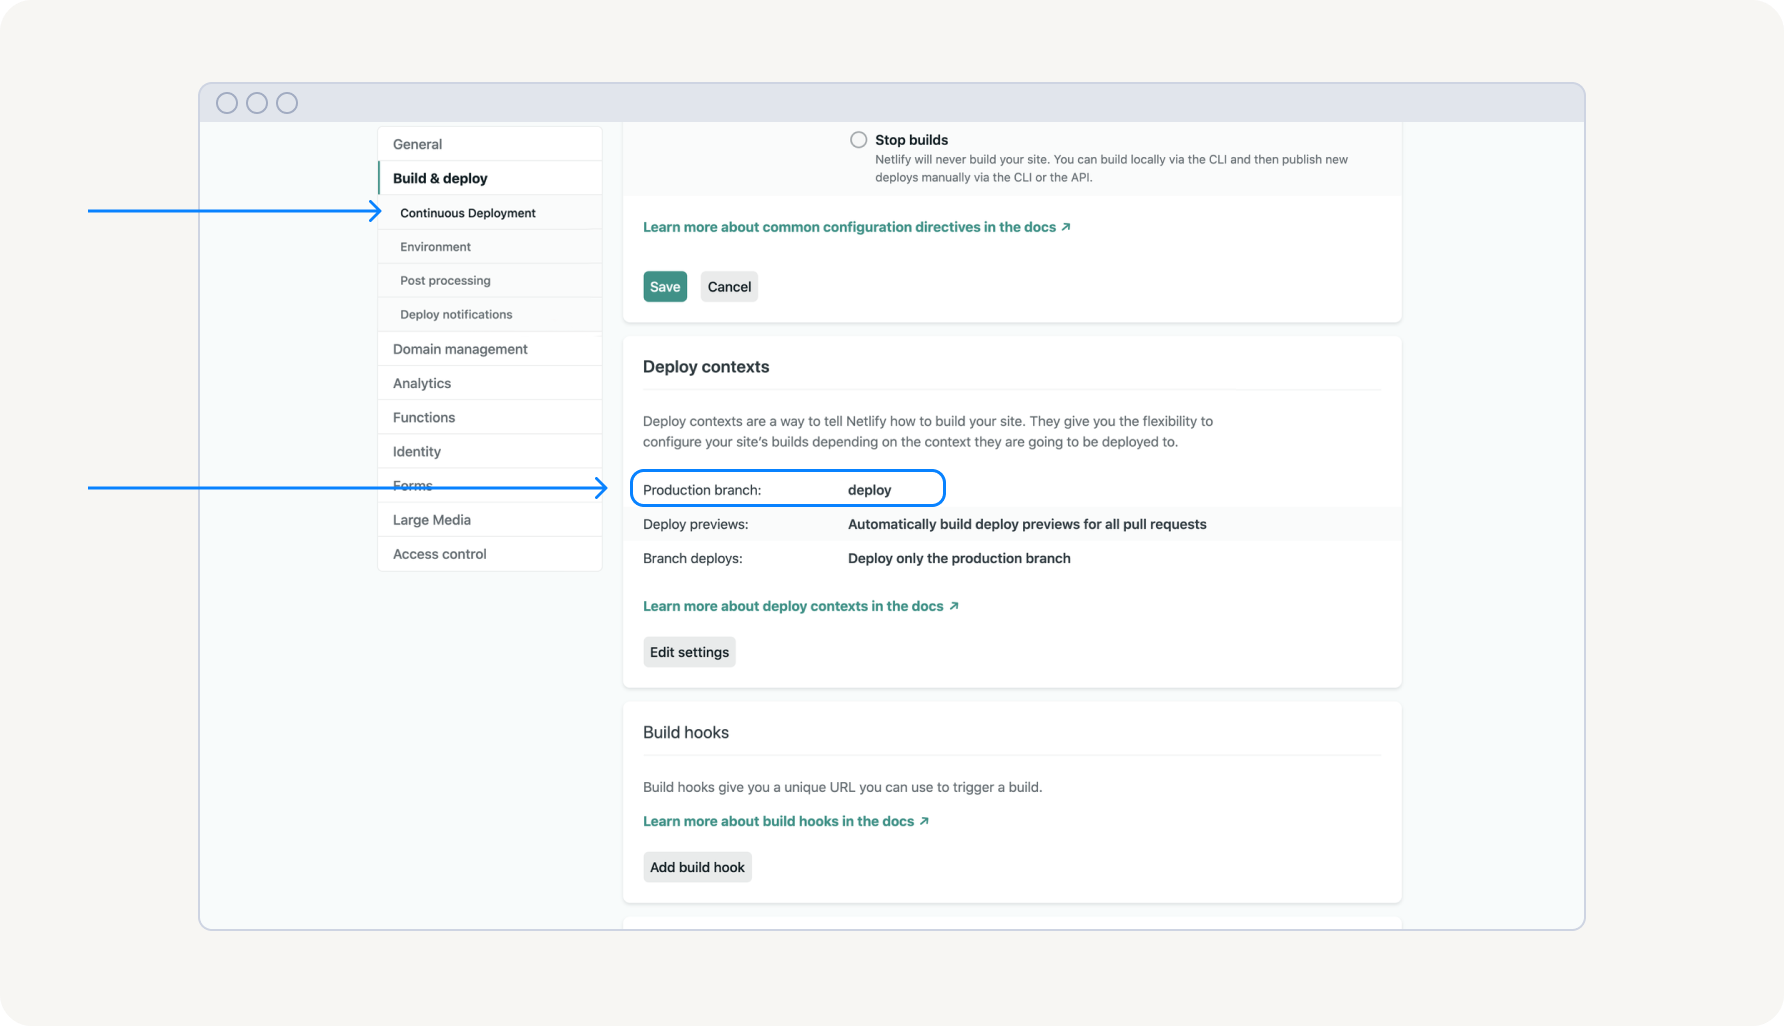 General
Build & deploy
Continuous Deployment
Environment
Post processing
Deploy notifications
Domain management
Analytics
Functions
Identity
Forms
Large Media
Access control
Stop builds
Netlify will never build your site. You can build locally via the CLI and then publish new
deploys manually via the CLI or the API.
Learn more about common configuration directives in the docs ↗
Save Cancel
Deploy contexts
Deploy contexts are a way to tell Netlify how to build your site. They give you the flexibility to
configure your site’s builds depending on the context they are going to be deployed to.
Production branch: deploy
Deploy previews: Automatically build deploy previews for all pull requests
Branch deploys: Deploy only the production branch
Learn more about deploy contexts in the docs ↗
Edit settings
Build hooks
Build hooks give you a unique URL you can use to trigger a build.
Learn more about build hooks in the docs ↗
Add build hook